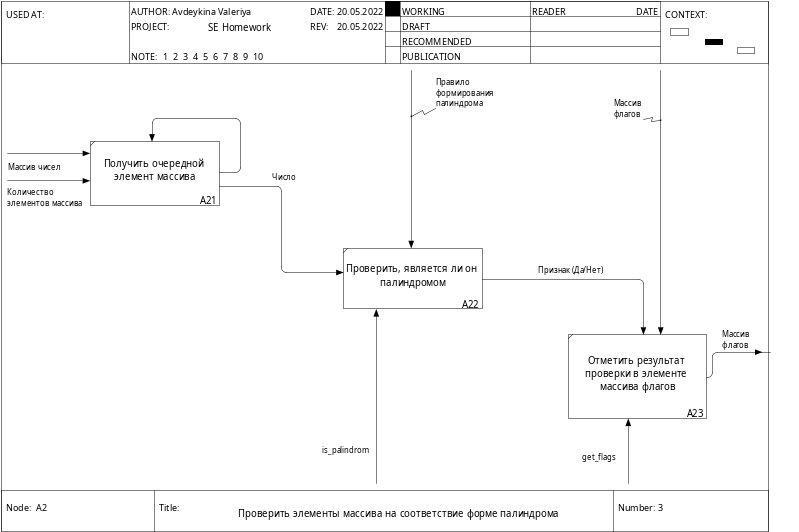 USED AT:
AUTHOR: Avdeykina Valeriya
DATE: 20.05.2022
PROJECT: SE Homework
REV: 20.05.2022
NOTE: 1 2 3 4 5 6 7 8 9 10
WORKING
DRAFT
RECOMMENDED
PUBLICATION
READER DATE
CONTEXT:
Правило
формирования
палиндрома
Массив
флагов
Массив чисел
Количество
элементов массива
Получить очередной
элемент массива
A21
Число
Проверить, является ли он
палиндромом
A22
Признак (Да/Нет)
Отметить результат
проверки в элементе
массива флагов
A23
Массив
флагов
is_palindrom
get_flags
Node: A2
Title: Проверить элементы массива на соответствие форме палиндрома
Number: 3